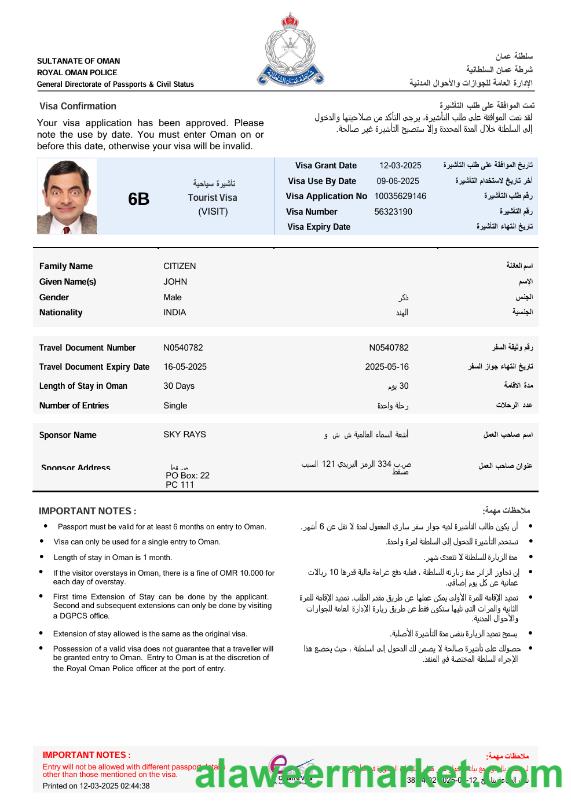 SULTANATE OF OMAN
ROYAL OMAN POLICE
General Directorate of Passports & Civil Status
سلطنة عمان
شرطة عمان السلطانية
الإدارة العامة للجوازات والأحوال المدنية
Visa Confirmation
Your visa application has been approved. Please
note the use by date. You must enter Oman on or
before this date, otherwise your visa will be invalid.
تمت الموافقة على طلب التأشيرة
لقد تمت الموافقة على طلب التأشيرة، يرجى التأكد من صلاحيتها والدخول
إلى السلطنة خلال المدة المحددة وإلا ستصبح التأشيرة غير صالحة.
6B
تأشيرة سياحية
Tourist Visa
(VISIT)
Visa Grant Date 12-03-2025 تاريخ الموافقة على طلب التأشيرة
Visa Use By Date 09-06-2025 آخر تاريخ لاستخدام التأشيرة
Visa Application No 10035629146 رقم طلب التأشيرة
Visa Number 56323190 رقم التأشيرة
Visa Expiry Date تاريخ انتهاء التأشيرة
Family Name CITIZEN اسم العائلة
Given Name(s) JOHN الاسم
Gender Male ذكر الجنس
Nationality INDIA الهند الجنسية
Travel Document Number N0540782 N0540782 رقم وثيقة السفر
Travel Document Expiry Date 16-05-2025 2025-05-16 تاريخ انتهاء جواز السفر
Length of Stay in Oman 30 Days 30 يوم مدة الاقامة
Number of Entries Single رحلة واحدة عدد الرحلات
Sponsor Name SKY RAYS أشعة السماء العالمية ش ش و اسم صاحب العمل
Sponsor Address ص.ب 334 الرمز البريدي 121 السيب عنوان صاحب العمل
مسقط
PO Box: 22
PC 111
IMPORTANT NOTES :
• Passport must be valid for at least 6 months on entry to Oman.
• Visa can only be used for a single entry to Oman.
• Length of stay in Oman is 1 month.
• If the visitor overstays in Oman, there is a fine of OMR 10.000 for
each day of overstay.
• First time Extension of Stay can be done by the applicant.
Second and subsequent extensions can only be done by visiting
a DGPCS office.
• Extension of stay allowed is the same as the original visa.
• Possession of a valid visa does not guarantee that a traveller will
be granted entry to Oman. Entry to Oman is at the discretion of
the Royal Oman Police officer at the port of entry.
ملاحظات مهمة:
• أن يكون طالب التأشيرة لديه جواز سفر ساري المفعول لمدة لا تقل عن 6 أشهر.
• تستخدم التأشيرة للدخول إلى السلطنة لمرة واحدة.
• مدة الزيارة للسلطنة لا تتعدى شهر.
• إن تجاوز الزائر مدة زيارته للسلطنة ، فعليه دفع غرامة مالية قدرها 10 ريالات
عمانية عن كل يوم إضافي.
• تمديد الإقامة للمرة الأولى يمكن عملها عن طريق مقدم الطلب. تمديد الإقامة للمرة
الثانية والمرات التي تليها ستكون فقط عن طريق زيارة الإدارة العامة للجوازات
والأحوال المدنية.
• يسمح تمديد الزيارة بنفس مدة التأشيرة الأصلية.
• حصولك على تأشيرة صالحة لا يضمن لك الدخول إلى السلطنة ، حيث يخضع هذا
الإجراء للسلطة المختصة في المنفذ.
IMPORTANT NOTES :
Entry will not be allowed with different passport
other than those mentioned on the visa.
Printed on 12-03-2025 02:44:38
ملاحظات مهمة:
alaweermarket.com